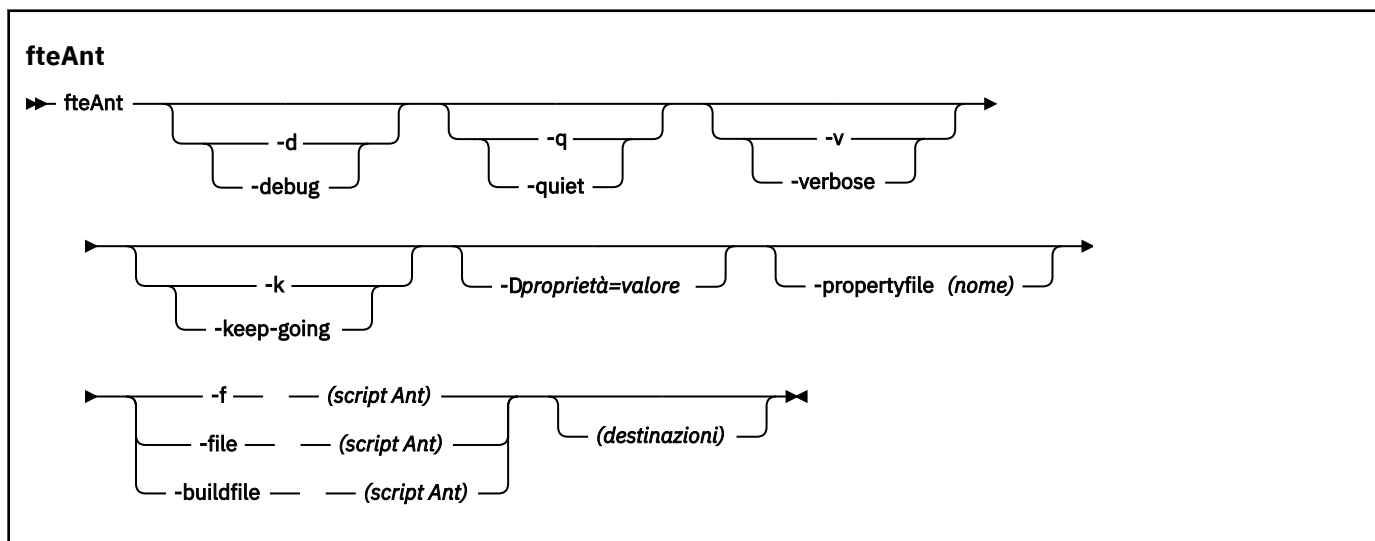 fteAnt
fteAnt
-d
-debug
-q
-quiet
-v
-verbose
-k
-keep-going
-Dproprietà=valore
-propertyfile (nome)
-f (script Ant)
-file (script Ant)
-buildfile (script Ant)
(destinazioni)